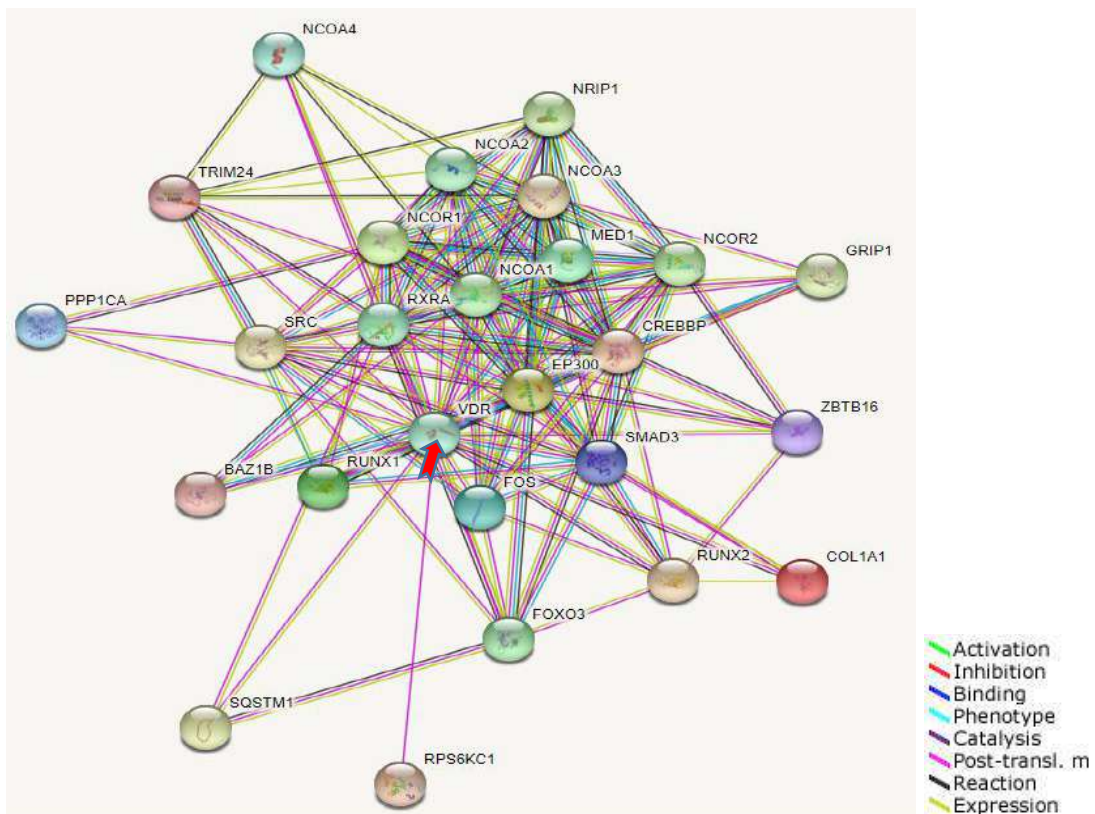 NCOA4
NRIP1
NCOA2
TRIM24
NCOA3
NCOR1
MED1
NCOR2
GRIP1
NCOA1
PPP1CA
RXRA
SRC
CREBBP
EP300
VDR
ZBTB16
SMAD3
BAZ1B
RUNX1
FOS
RUNX2
COL1A1
FOXO3
SQSTM1
RPS6KC1
Activation
Inhibition
Binding
Phenotype
Catalysis
Post-transl. m
Reaction
Expression